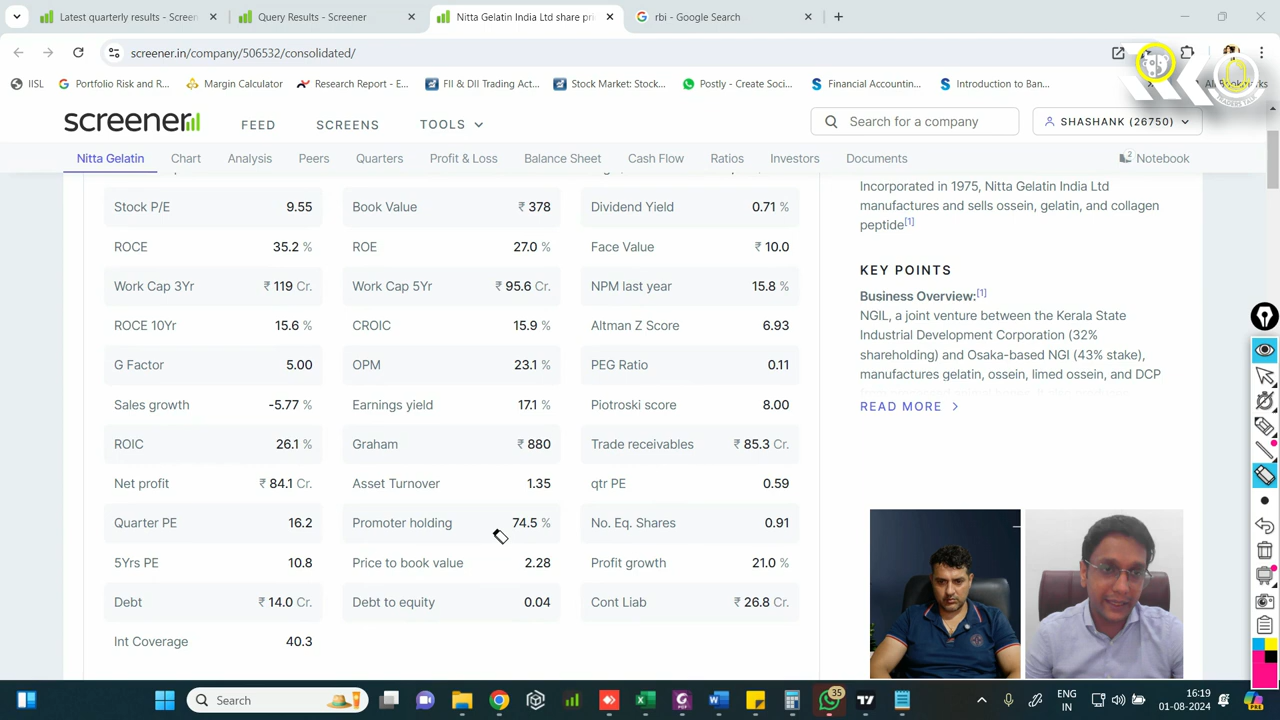 Latest quarterly results - Screen
Query Results - Screener
Nitta Gelatin India Ltd share pri
rbi - Google Search
screener.in/company/506532/consolidated/
IISL
Portfolio Risk and R...
Margin Calculator
Research Report - E...
FII & DII Trading Act...
Stock Market: Stock...
Postly - Create Soci...
Financial Accounting...
Introduction to Ban...
All Bookmarks
screener
FEED
SCREENS
TOOLS
Search for a company
SHASHANK (26750)
Nitta Gelatin
Chart
Analysis
Peers
Quarters
Profit & Loss
Balance Sheet
Cash Flow
Ratios
Investors
Documents
2
Notebook
Stock P/E 9.55
Book Value ₹ 378
Dividend Yield 0.71 %
ROCE 35.2 %
ROE 27.0 %
Face Value ₹ 10.0
Work Cap 3Yr ₹ 119 Cr.
Work Cap 5Yr ₹ 95.6 Cr.
NPM last year 15.8 %
ROCE 10Yr 15.6 %
CROIC 15.9 %
Altman Z Score 6.93
G Factor 5.00
OPM 23.1 %
PEG Ratio 0.11
Sales growth -5.77 %
Earnings yield 17.1 %
Piotroski score 8.00
ROIC 26.1 %
Graham ₹ 880
Trade receivables ₹ 85.3 Cr.
Net profit ₹ 84.1 Cr.
Asset Turnover 1.35
qtr PE 0.59
Quarter PE 16.2
Promoter holding 74.5 %
No. Eq. Shares 0.91
5Yrs PE 10.8
Price to book value 2.28
Profit growth 21.0 %
Debt ₹ 14.0 Cr.
Debt to equity 0.04
Cont Liab ₹ 26.8 Cr.
Int Coverage 40.3
Incorporated in 1975, Nitta Gelatin India Ltd
manufactures and sells ossein, gelatin, and collagen
peptide[1]
KEY POINTS
Business Overview:[1]
NGIL, a joint venture between the Kerala State
Industrial Development Corporation (32%
shareholding) and Osaka-based NGI (43% stake),
manufactures gelatin, ossein, limed ossein, and DCP
READ MORE
Search
35
ENG
IN
16:19
01-08-2024